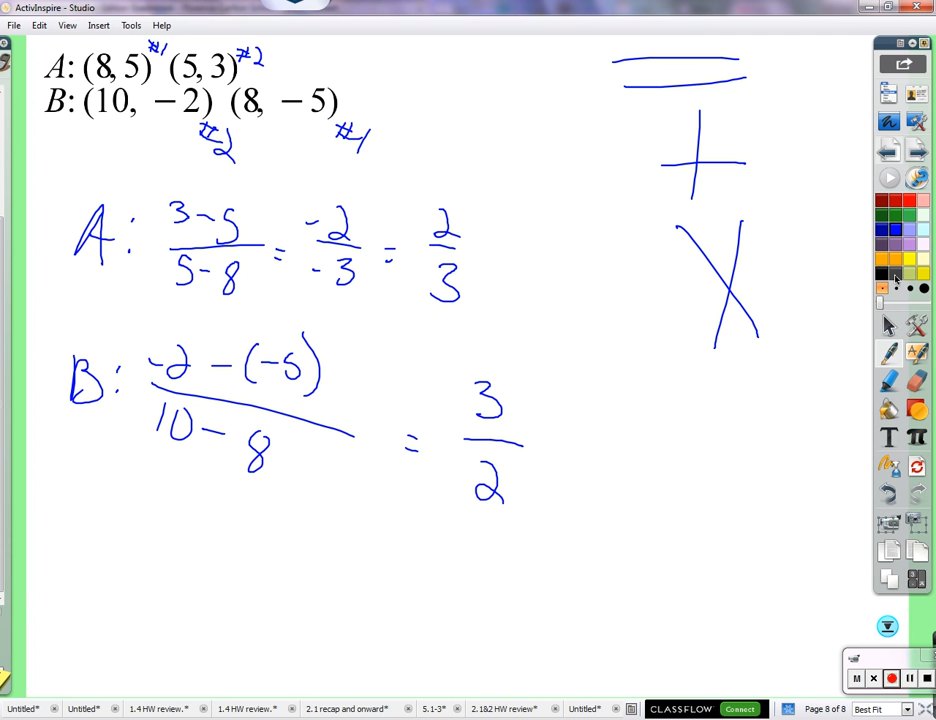 ActivInspire - Studio
File Edit View Insert Tools Help
A: (8, 5) #1 (5, 3) #2
B: (10, −2) (8, −5)
#2 #1
A: 3-5 / 5-8 = -2 / -3 = 2 / 3
B: -2 - (-5) / 10 - 8 = 3 / 2
M
Untitled* Untitled* 1.4 HW review.* 1.4 HW review.* 2.1 recap and onward* 5.1-3* 2.1&2 HW review* Untitled* CLASSFLOW Connect Page 8 of 8 Best Fit